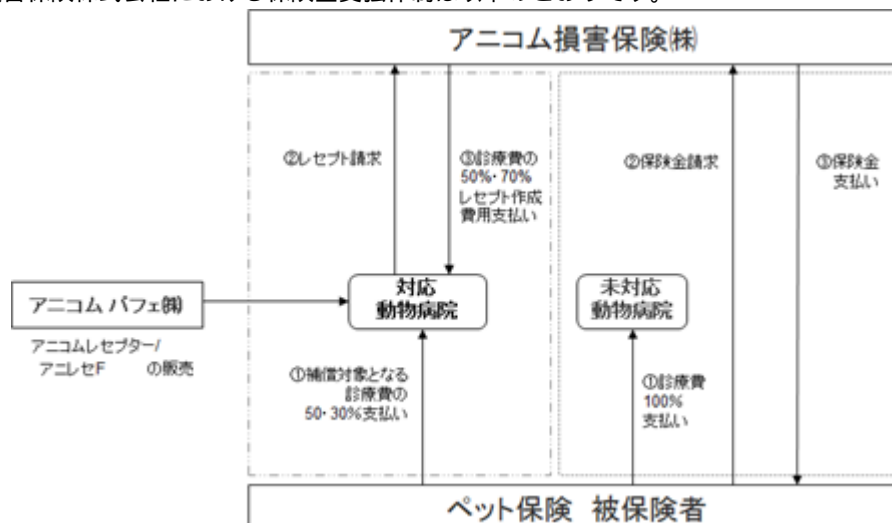 アニコム損害保険㈱
②レセプト請求
③診療費の
50%・70%
レセプト作成
費用支払い
②保険金請求
③保険金
支払い
対応
動物病院
未対応
動物病院
アニコム パフェ㈱
アニコムレセプター/
アニレセF の販売
①補償対象となる
診療費の
50・30%支払い
①診療費
100%
支払い
ペット保険 被保険者